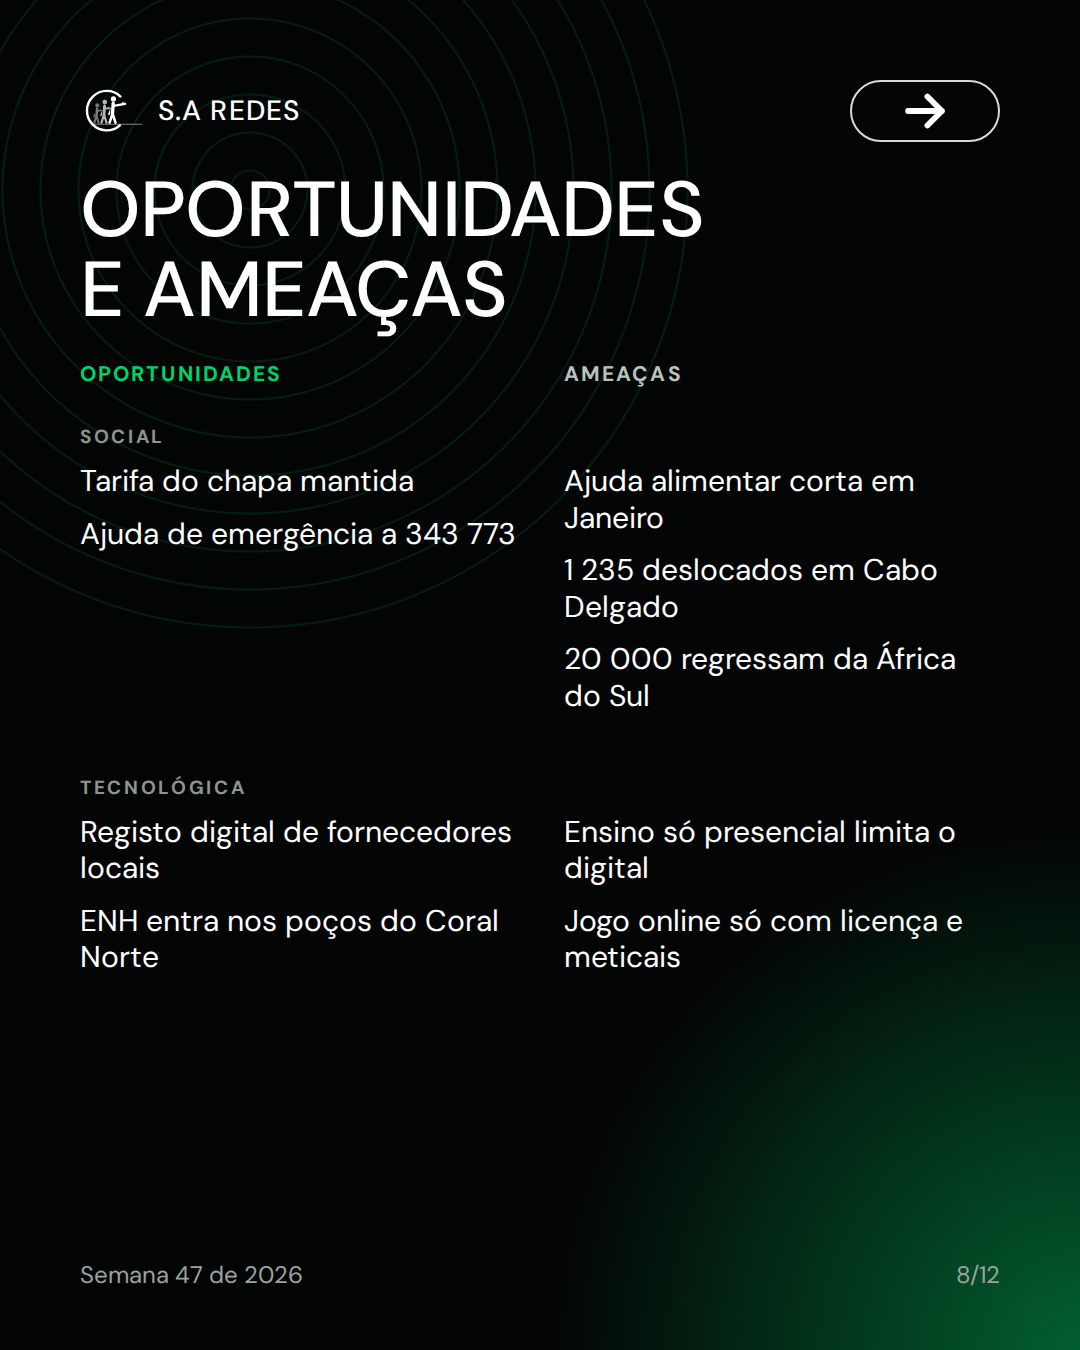 S.A REDES
OPORTUNIDADES
E AMEAÇAS
OPORTUNIDADES
AMEAÇAS
SOCIAL
Tarifa do chapa mantida
Ajuda de emergência a 343 773
Ajuda alimentar corta em
Janeiro
1 235 deslocados em Cabo
Delgado
20 000 regressam da África
do Sul
TECNOLÓGICA
Registo digital de fornecedores
locais
ENH entra nos poços do Coral
Norte
Ensino só presencial limita o
digital
Jogo online só com licença e
meticais
Semana 47 de 2026
8/12